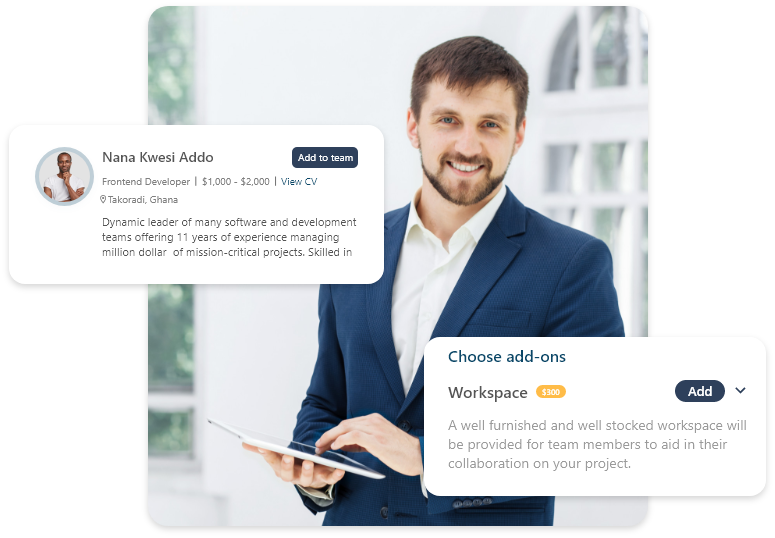 Nana Kwesi Addo
Add to team
Frontend Developer | $1,000 - $2,000 | View CV
Takoradi, Ghana
Dynamic leader of many software and development
teams offering 11 years of experience managing
million dollar of mission-critical projects. Skilled in
Choose add-ons
Workspace $300 Add
A well furnished and well stocked workspace will
be provided for team members to aid in their
collaboration on your project.